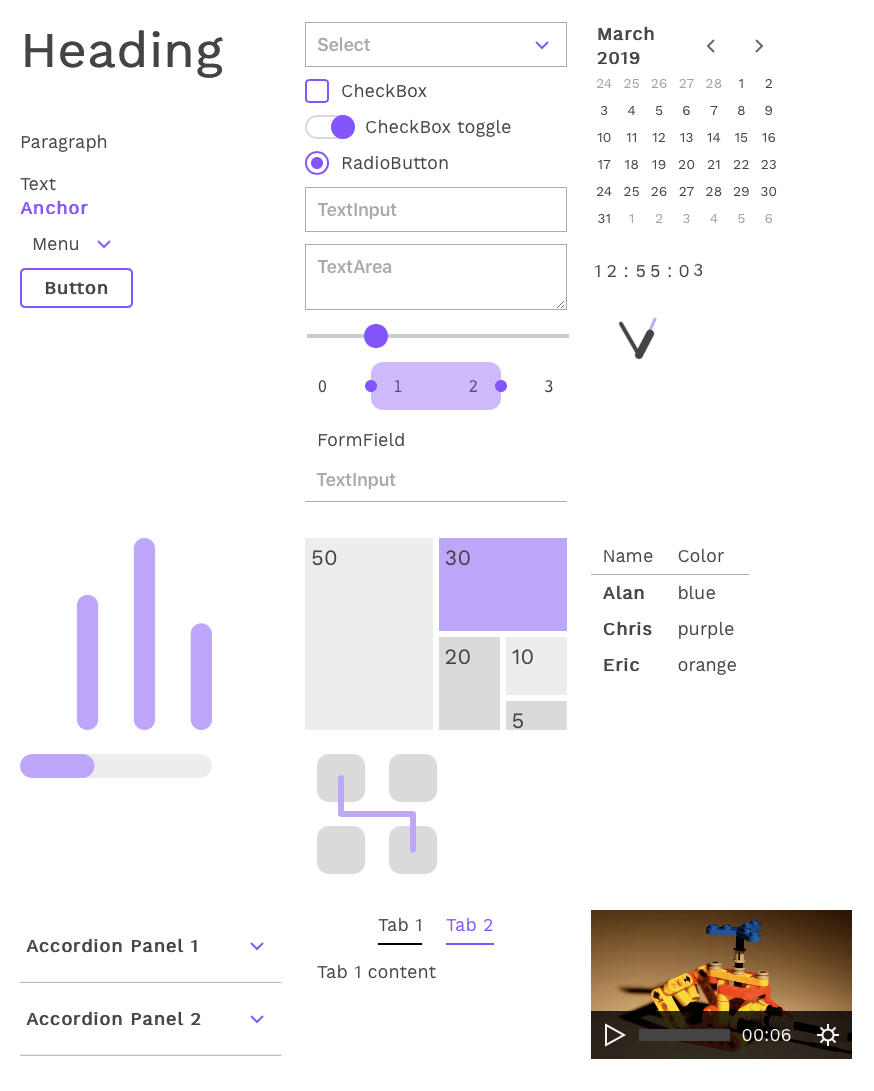 Heading
Paragraph
Text
Anchor
Menu
Button
Select
CheckBox
CheckBox toggle
RadioButton
TextInput
TextArea
0 1 2 3
FormField
TextInput
March
2019
24 25 26 27 28 1 2
3 4 5 6 7 8 9
10 11 12 13 14 15 16
17 18 19 20 21 22 23
24 25 26 27 28 29 30
31 1 2 3 4 5 6
12:55:03
50
30
20
10
5
Name Color
Alan blue
Chris purple
Eric orange
Accordion Panel 1
Accordion Panel 2
Tab 1 Tab 2
Tab 1 content
00:06